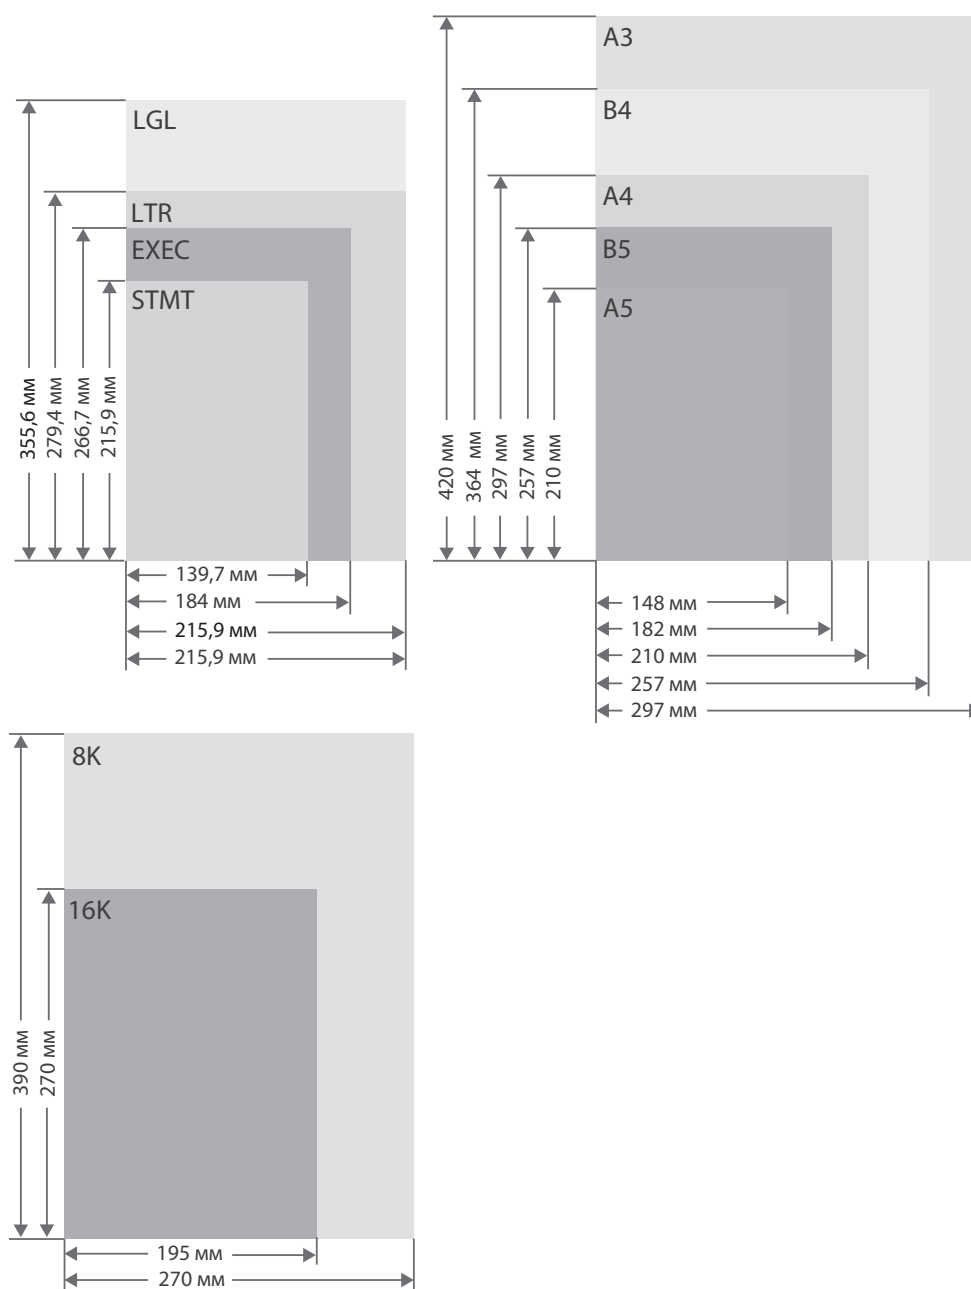 LGL
LTR
EXEC
STMT
355,6 мм
279,4 мм
266,7 мм
215,9 мм
139,7 мм
184 мм
215,9 мм
215,9 мм
A3
B4
A4
B5
A5
420 мм
364 мм
297 мм
257 мм
210 мм
148 мм
182 мм
210 мм
257 мм
297 мм
8K
16K
390 мм
270 мм
195 мм
270 мм